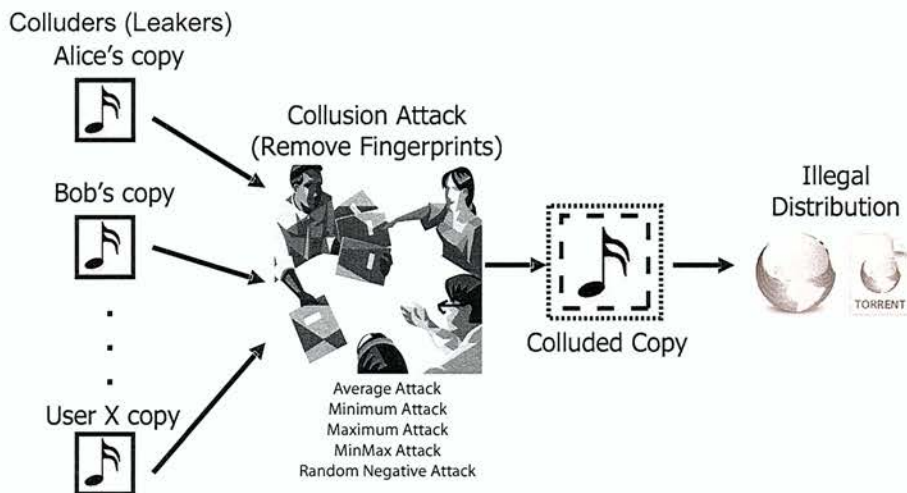 Colluders (Leakers)
Alice's copy
Bob's copy
User X copy
Collusion Attack
(Remove Fingerprints)
Average Attack
Minimum Attack
Maximum Attack
MinMax Attack
Random Negative Attack
Colluded Copy
Illegal
Distribution
TORRENT